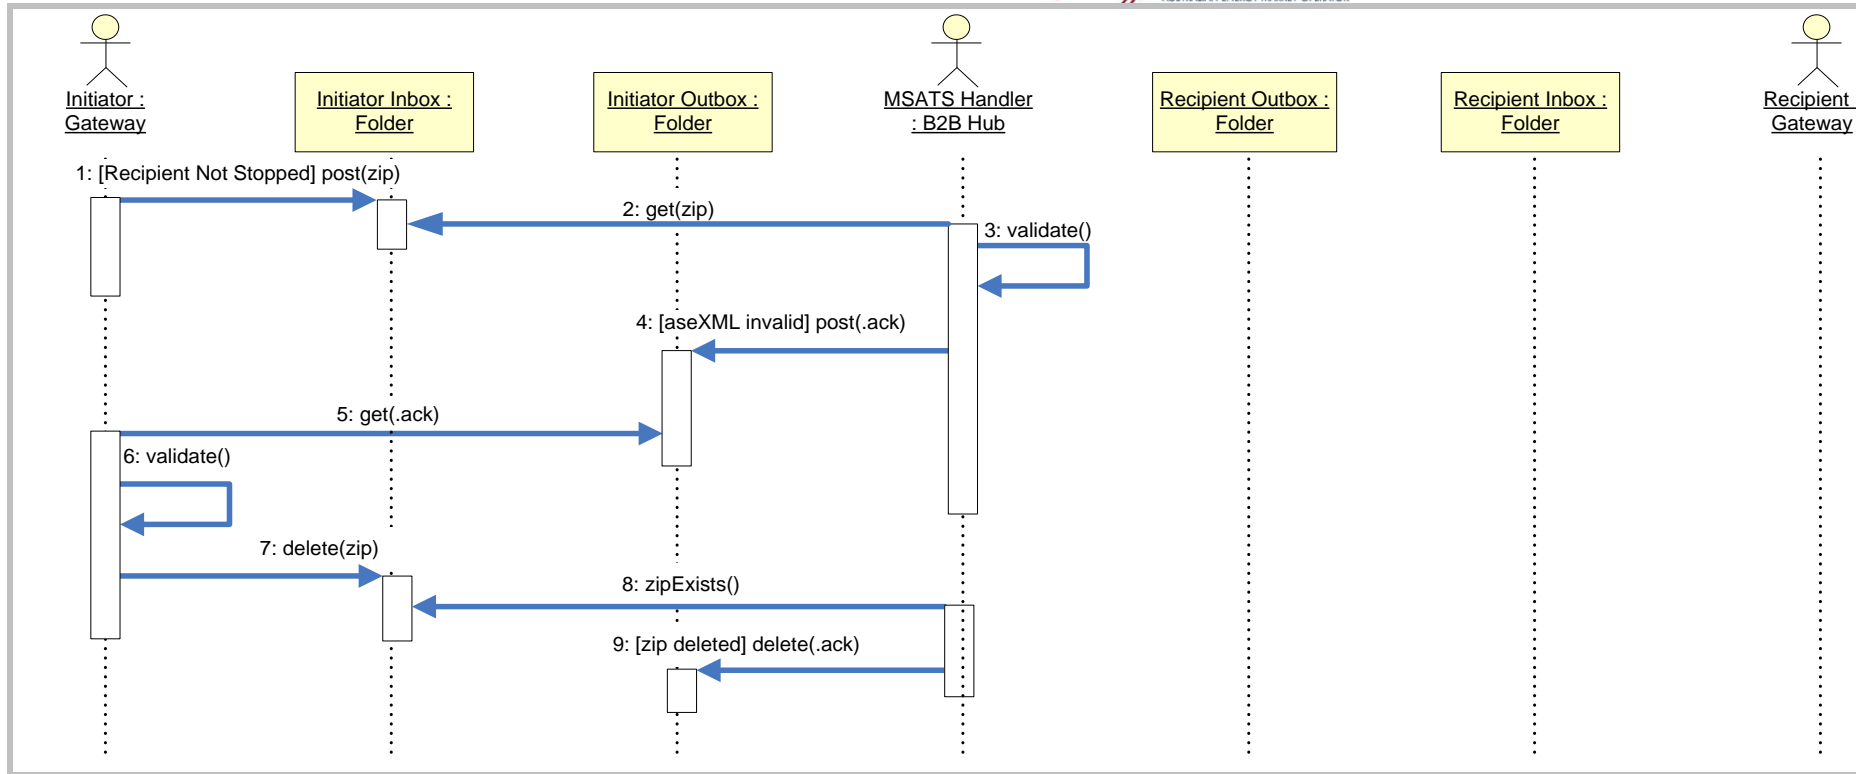 Initiator :
Gateway
Initiator Inbox :
Folder
Initiator Outbox :
Folder
MSATS Handler
: B2B Hub
Recipient Outbox :
Folder
Recipient Inbox :
Folder
Recipient
Gateway
1: [Recipient Not Stopped] post(zip)
2: get(zip)
3: validate()
4: [aseXML invalid] post(.ack)
5: get(.ack)
6: validate()
7: delete(zip)
8: zipExists()
9: [zip deleted] delete(.ack)